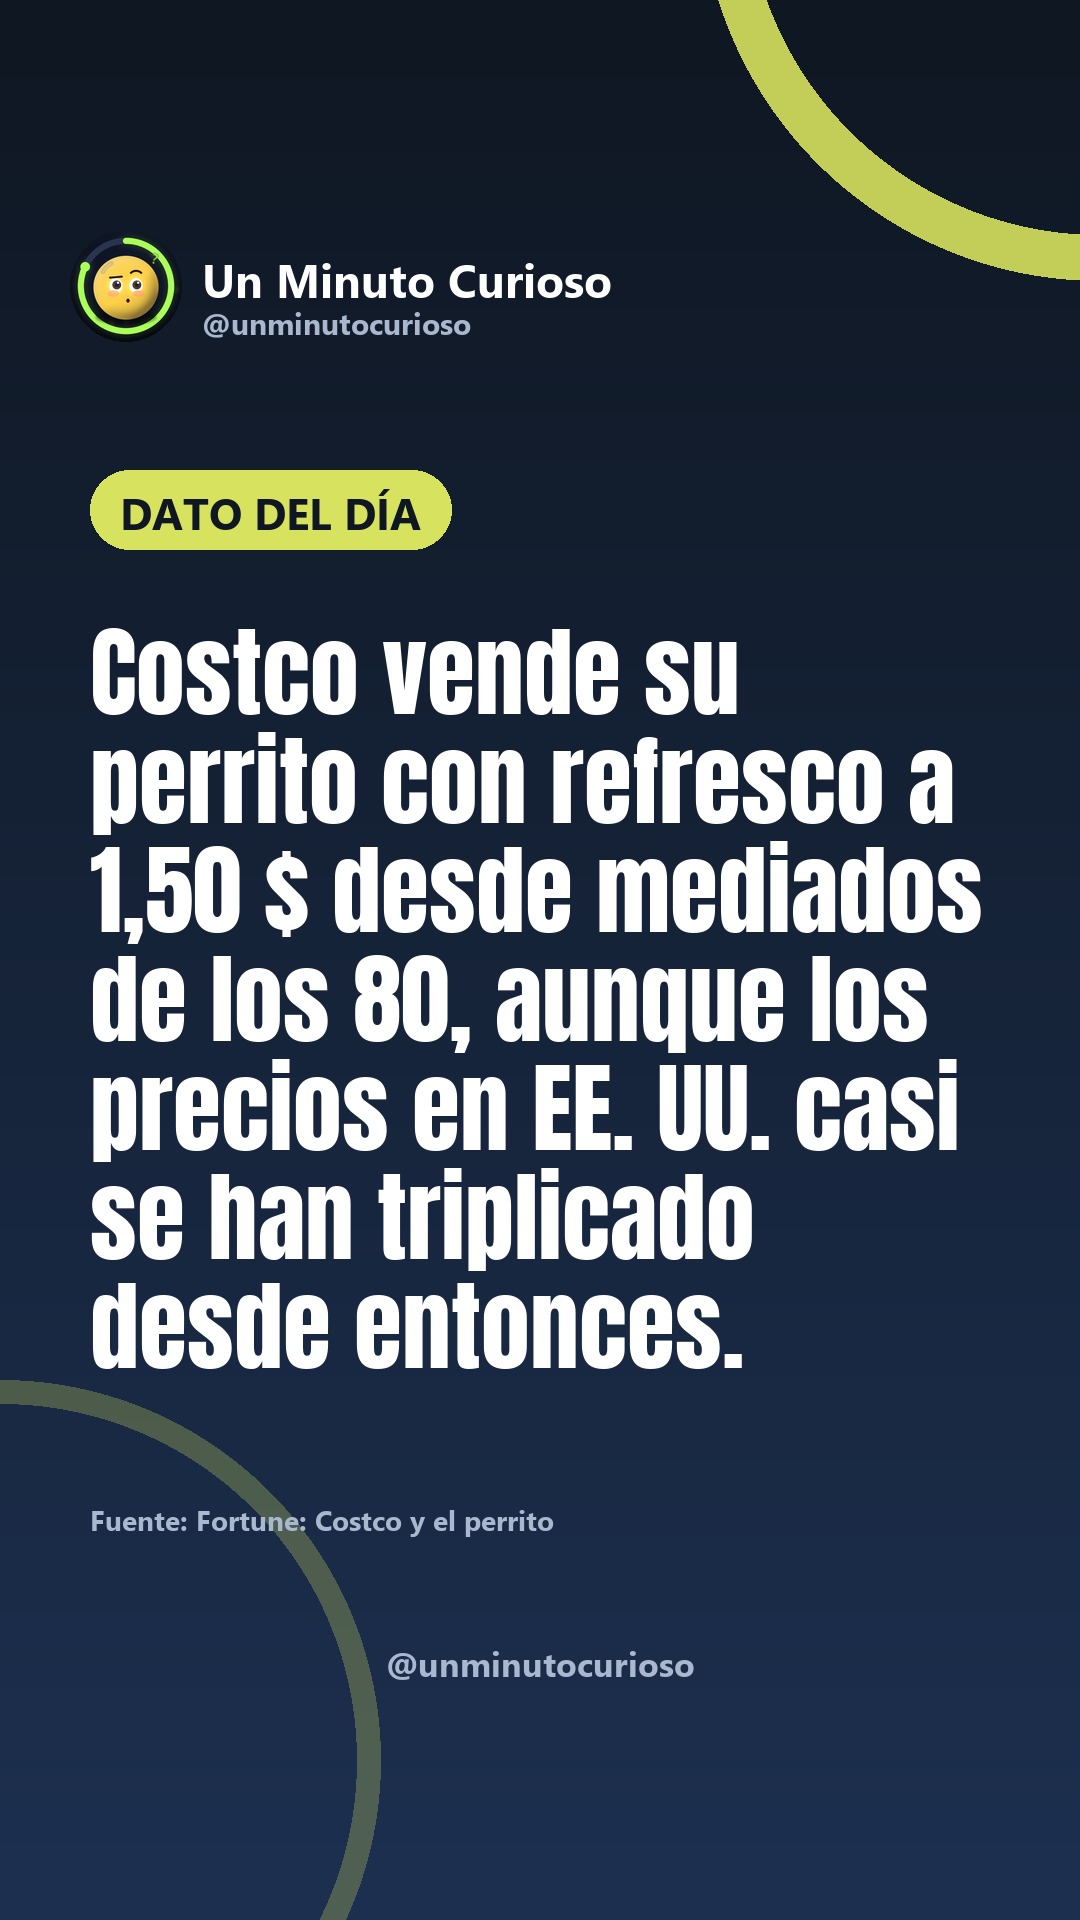 Un Minuto Curioso
@unminutocurioso
DATO DEL DÍA
Costco vende su
perrito con refresco a
1,50 $ desde mediados
de los 80, aunque los
precios en EE. UU. casi
se han triplicado
desde entonces.
Fuente: Fortune: Costco y el perrito
@unminutocurioso